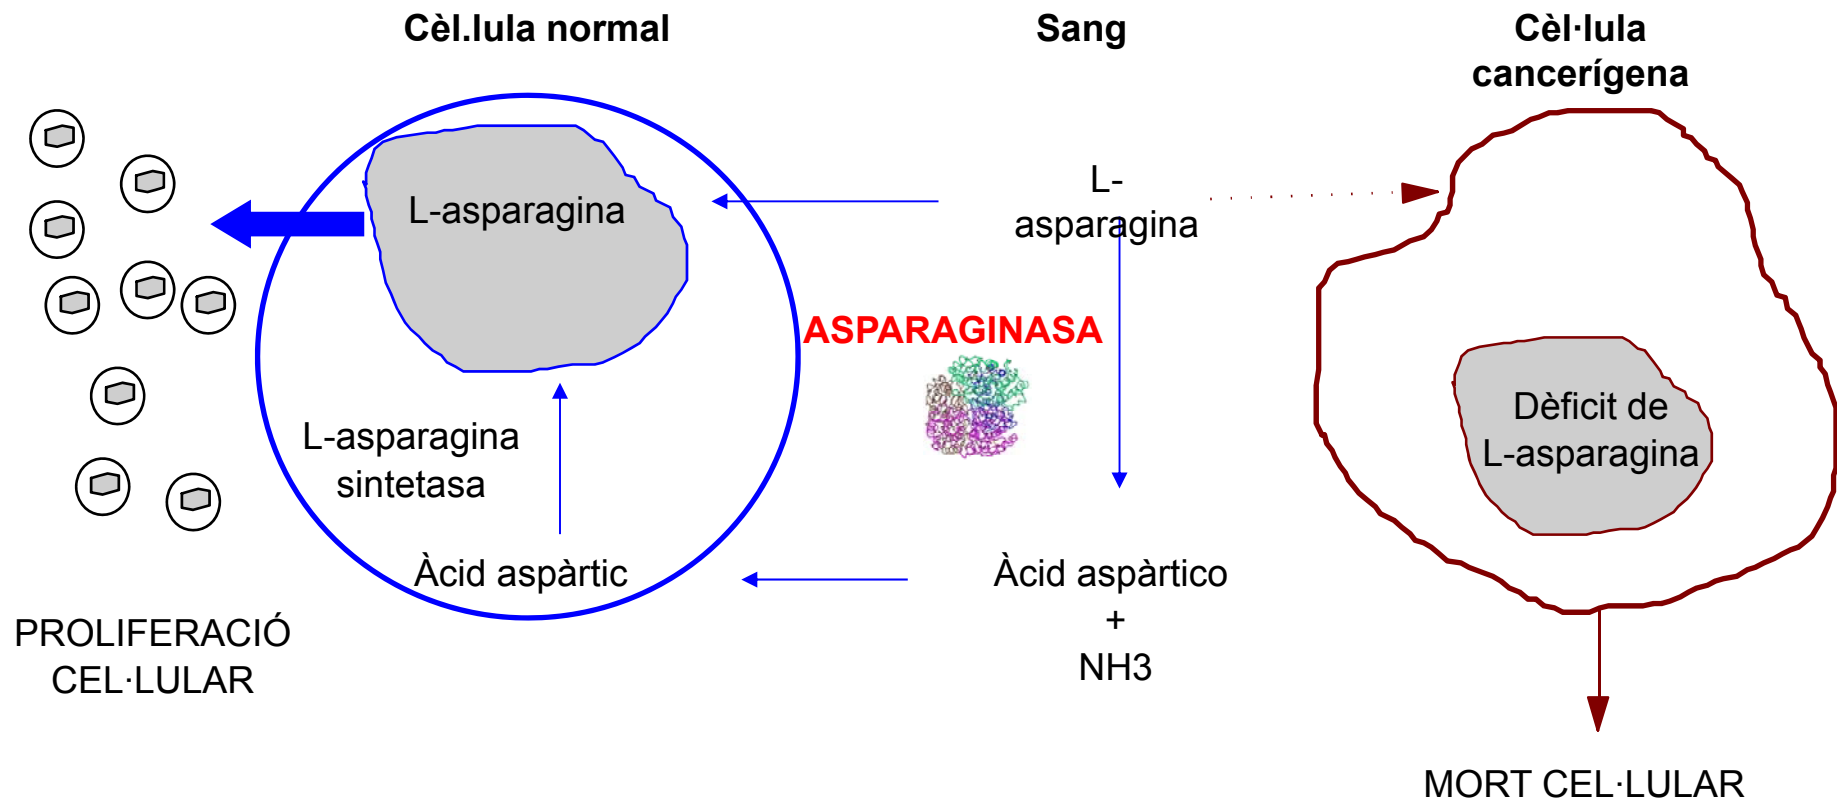 Cèl.lula normal
Sang
Cèl·lula
cancerígena
L-asparagina
L-
asparagina
ASPARAGINASA
L-asparagina
sintetasa
Dèficit de
L-asparagina
Àcid aspàrtic
Àcid aspàrtico
+
NH3
PROLIFERACIÓ
CEL·LULAR
MORT CEL·LULAR